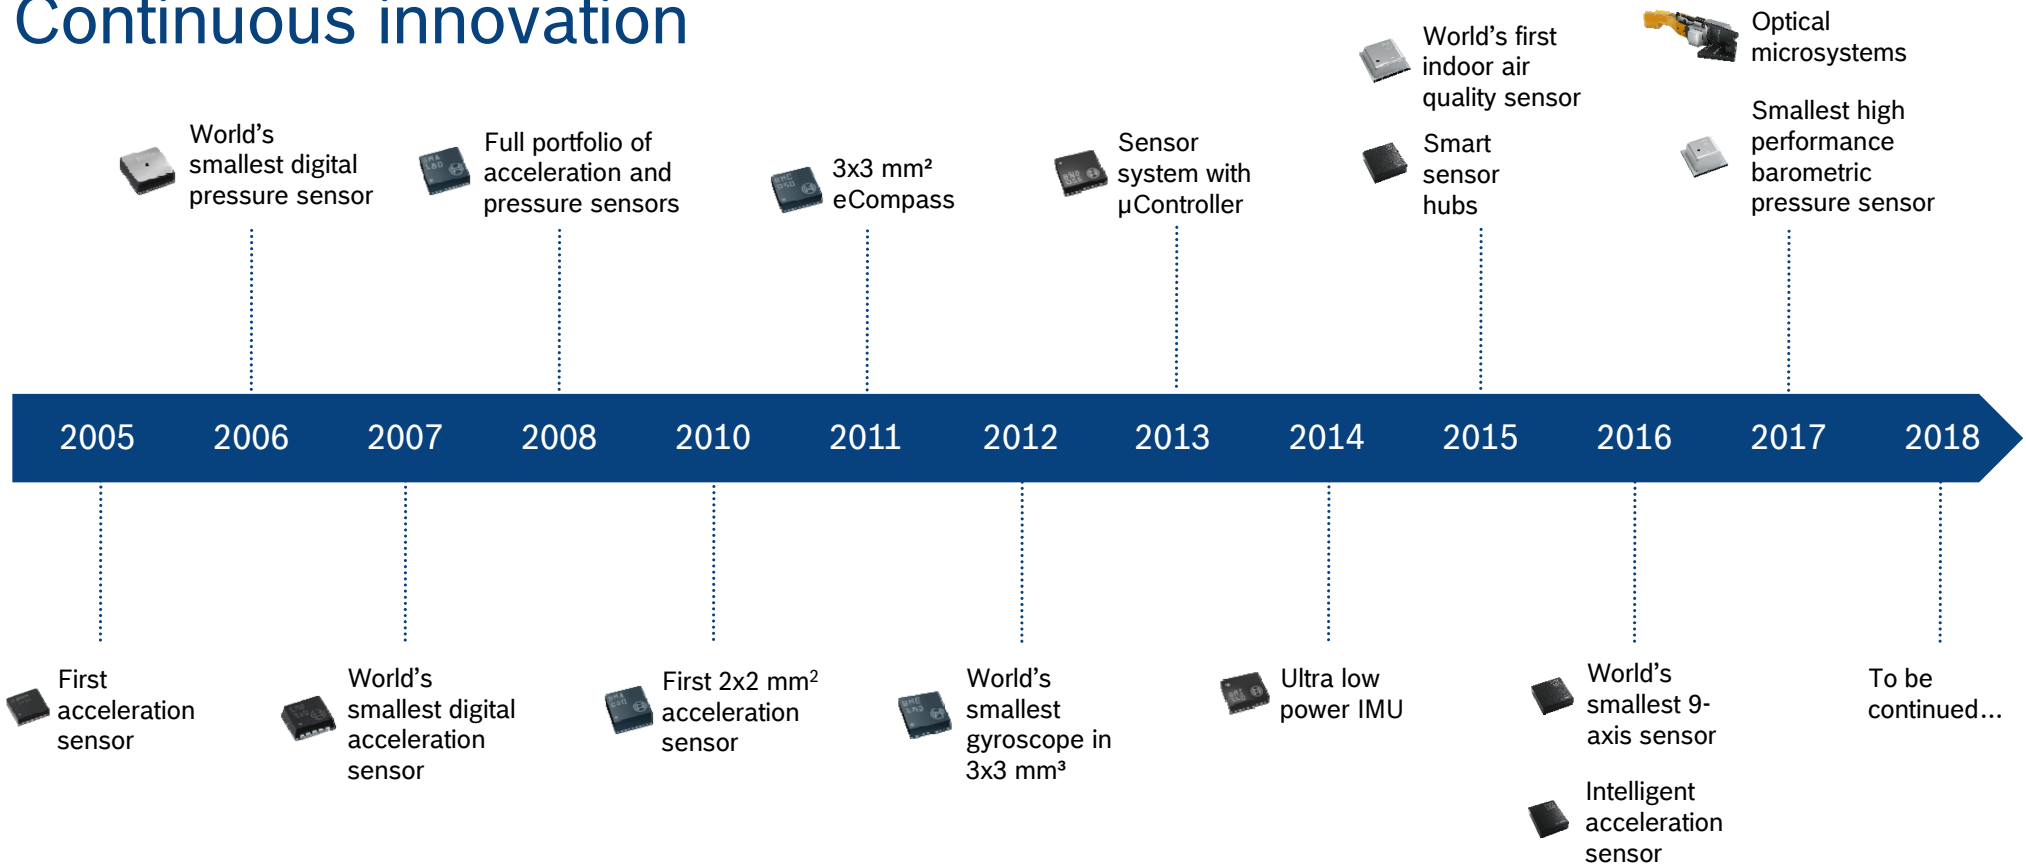 Continuous innovation
World's
smallest digital
pressure sensor
Full portfolio of
acceleration and
pressure sensors
3x3 mm²
eCompass
Sensor
system with
µController
World's first
indoor air
quality sensor
Smart
sensor
hubs
Optical
microsystems
Smallest high
performance
barometric
pressure sensor
2005 2006 2007 2008 2010 2011 2012 2013 2014 2015 2016 2017 2018
First
acceleration
sensor
World's
smallest digital
acceleration
sensor
First 2x2 mm²
acceleration
sensor
World's
smallest
gyroscope in
3x3 mm³
Ultra low
power IMU
World's
smallest 9-
axis sensor
Intelligent
acceleration
sensor
To be
continued...